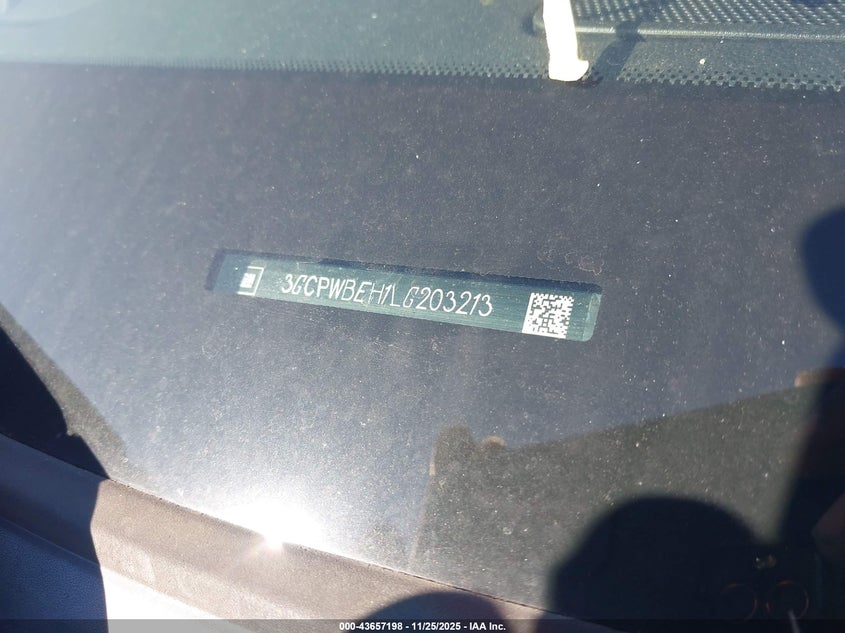 3GCPWBEH1LG203213
000-43657198 - 11/25/2025 - IAA Inc.